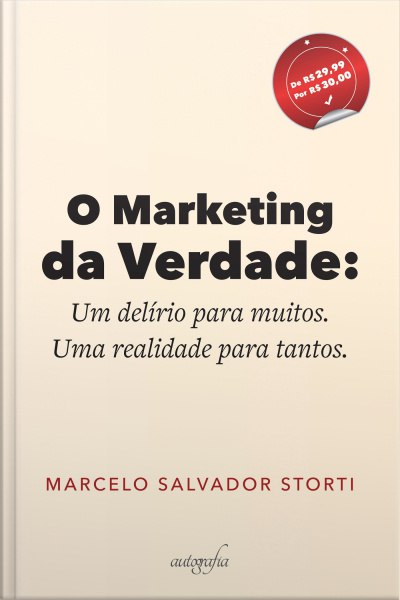 De R$ 29,99
Por R$ 30,00
O Marketing
da Verdade:
Um delírio para muitos.
Uma realidade para tantos.
MARCELO SALVADOR STORTI
autografia